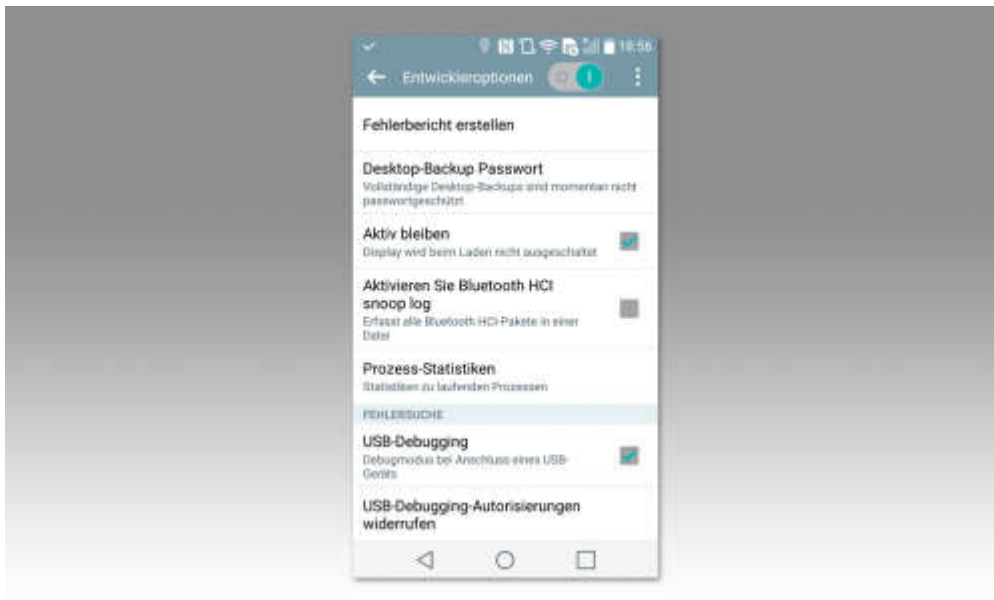 18:56
Entwickleroptionen
Fehlerbericht erstellen
Desktop-Backup Passwort
Vollständige Desktop-Backups sind momentan nicht
passwortgeschützt
Aktiv bleiben
Display wird beim Laden nicht ausgeschaltet
Aktivieren Sie Bluetooth HCI
snoop log
Erfasst alle Bluetooth HCI-Pakete in einer
Datei
Prozess-Statistiken
Statistiken zu laufenden Prozessen
FEHLERSUCHE
USB-Debugging
Debugmodus bei Anschluss eines USB-
Geräts
USB-Debugging-Autorisierungen
widerrufen